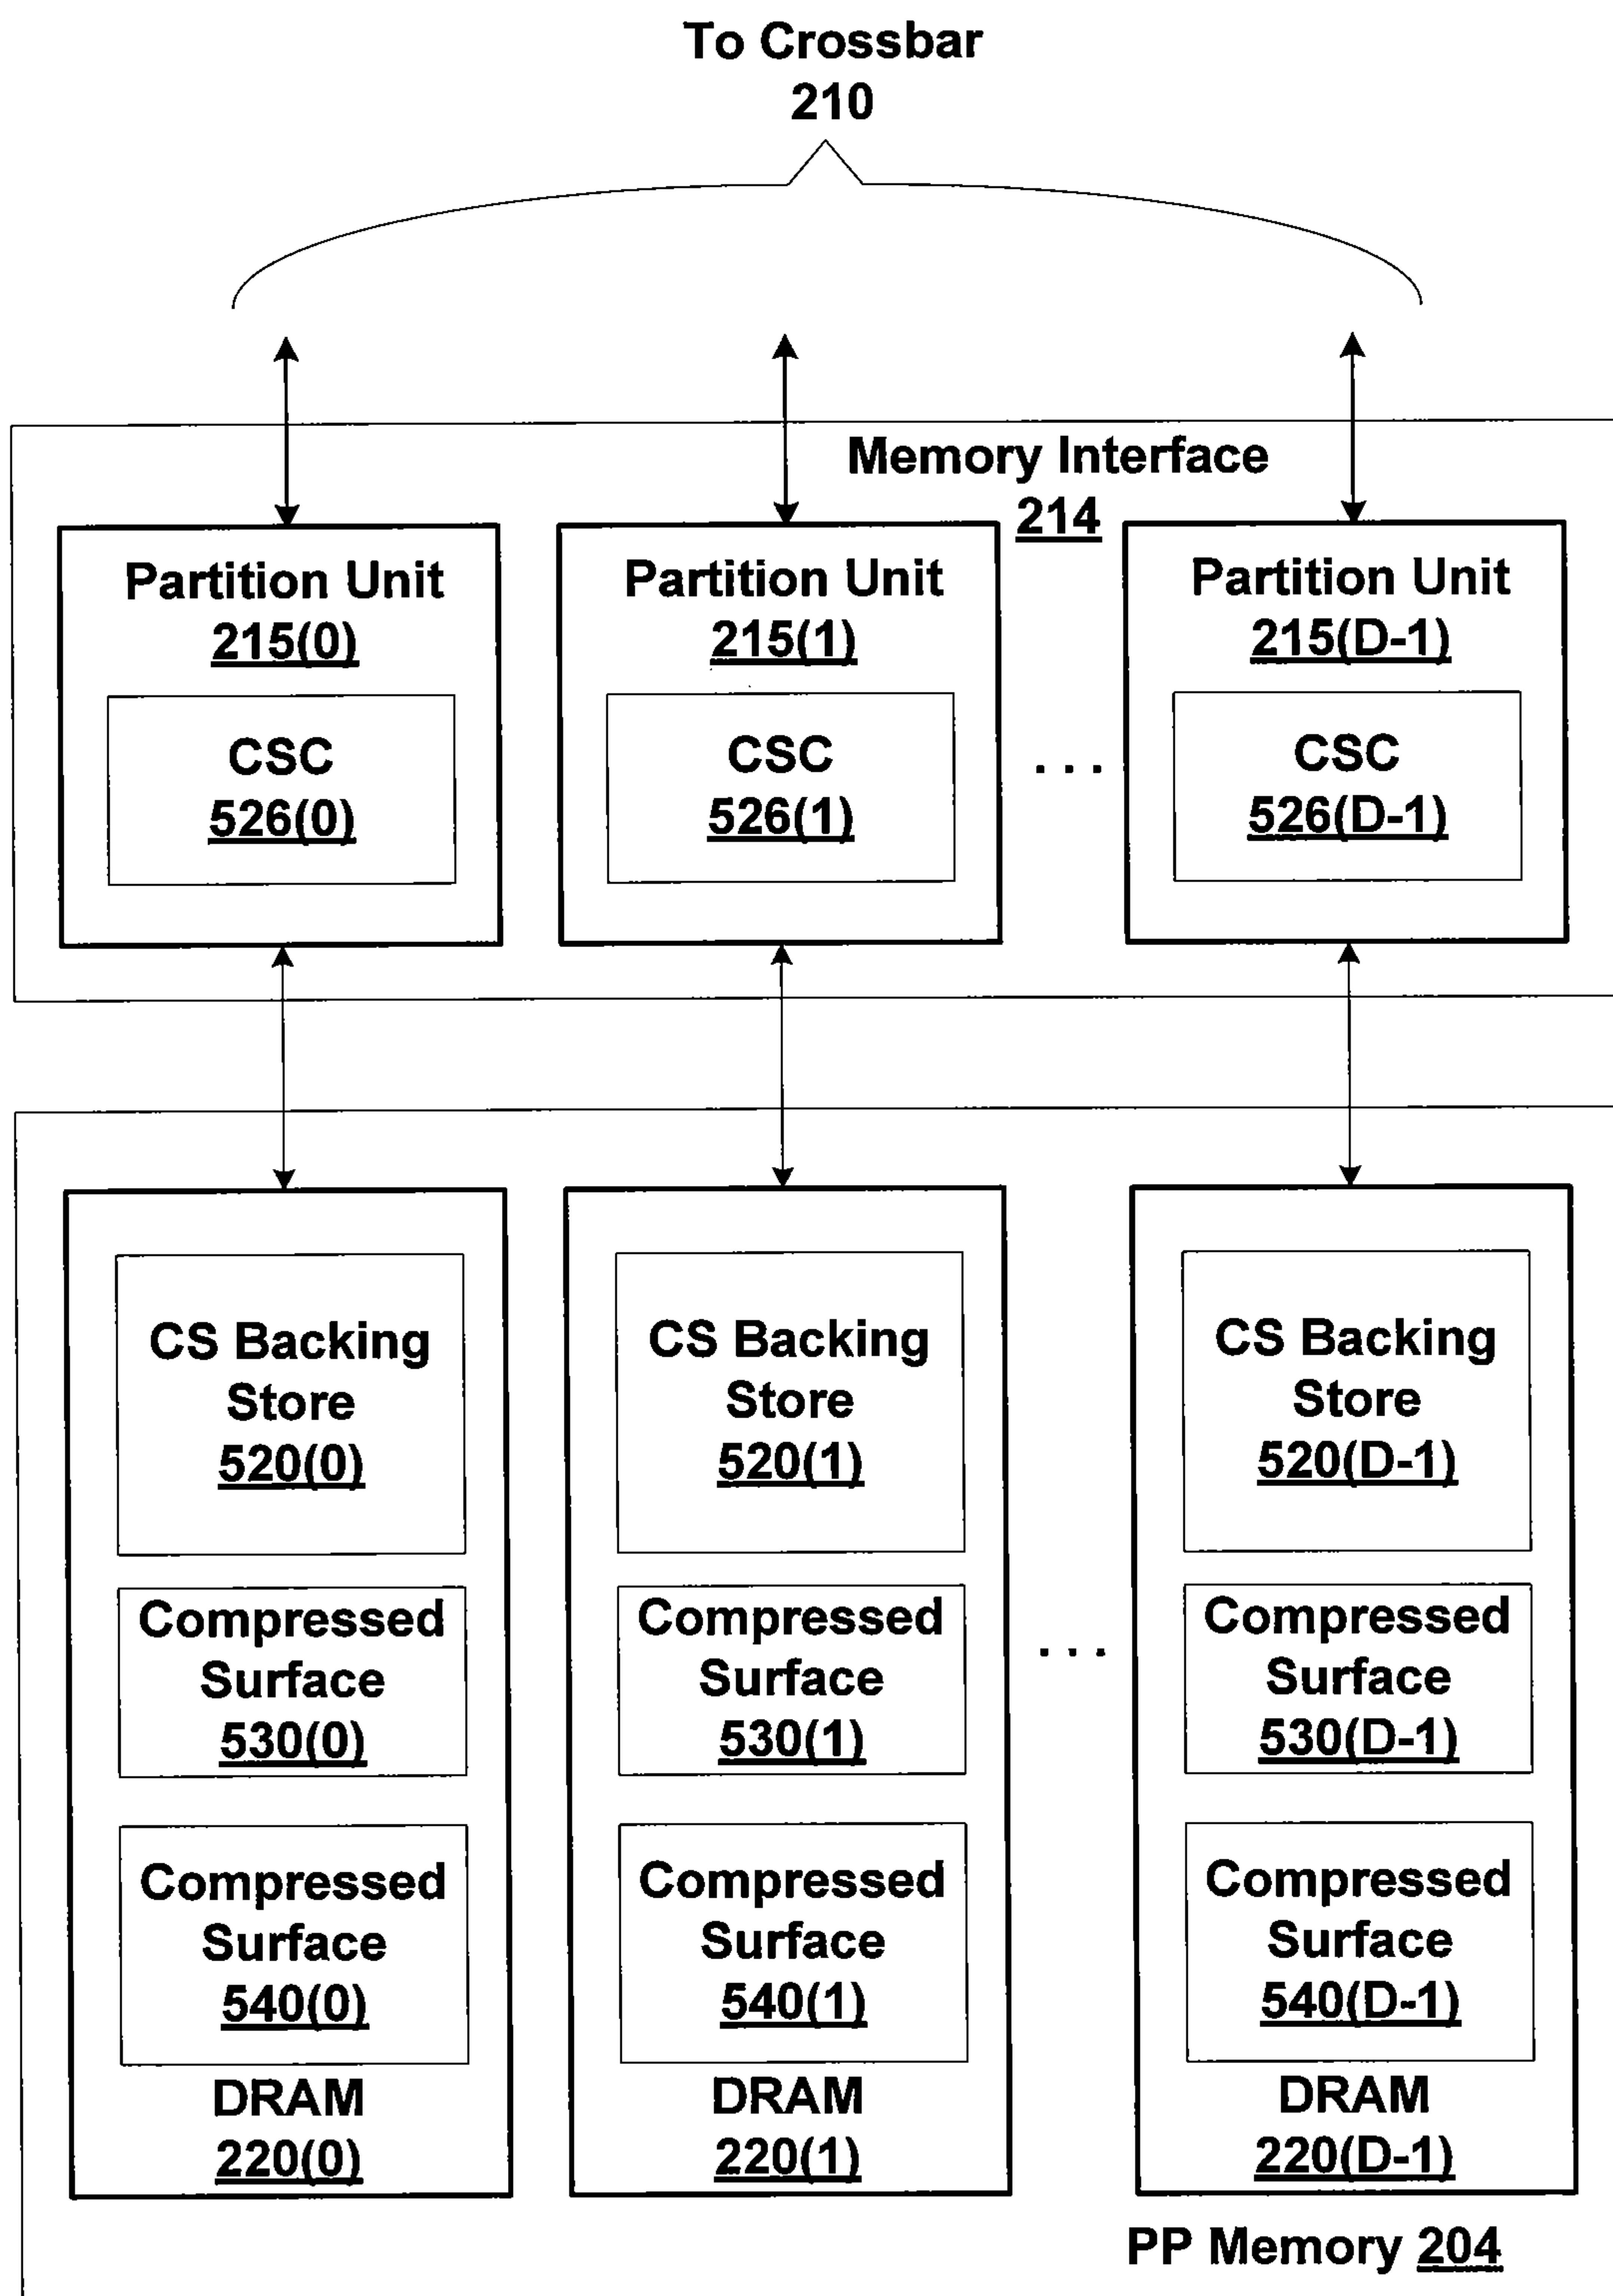 To Crossbar
210
Memory Interface
214
Partition Unit
215(0)
CSC
526(0)
Partition Unit
215(1)
CSC
526(1)
. . .
Partition Unit
215(D-1)
CSC
526(D-1)
CS Backing
Store
520(0)
Compressed
Surface
530(0)
Compressed
Surface
540(0)
DRAM
220(0)
CS Backing
Store
520(1)
Compressed
Surface
530(1)
Compressed
Surface
540(1)
DRAM
220(1)
. . .
CS Backing
Store
520(D-1)
Compressed
Surface
530(D-1)
Compressed
Surface
540(D-1)
DRAM
220(D-1)
PP Memory 204